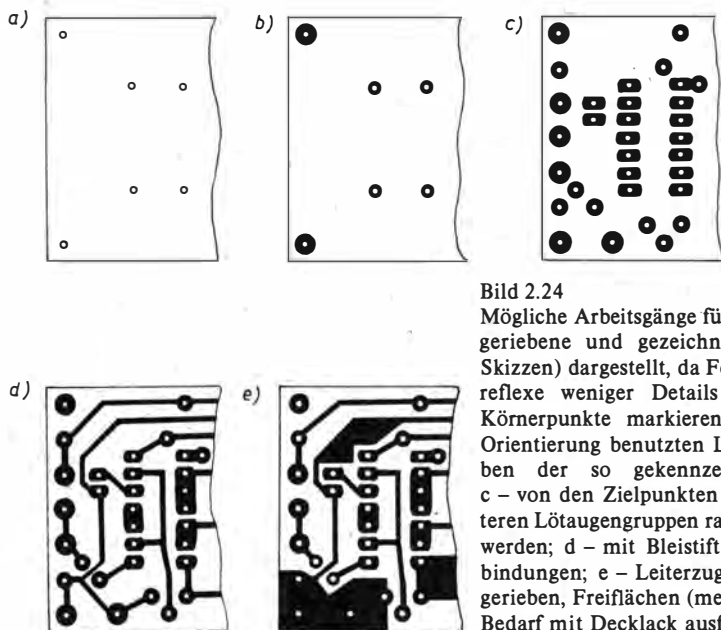 a)
b)
c)
Bild 2.24
Mögliche Arbeitsgänge fü
geriebene und gezeichn
Skizzen) dargestellt, da F
reflexe weniger Details
Körnerpunkte markieren
Orientierung benutzten L
ben der so gekennze
c – von den Zielpunkten
teren Lötaugengruppen ra
werden; d – mit Bleistift
bindungen; e – Leiterzug
gerieben, Freiflächen (me
Bedarf mit Decklack ausf
d)
e)